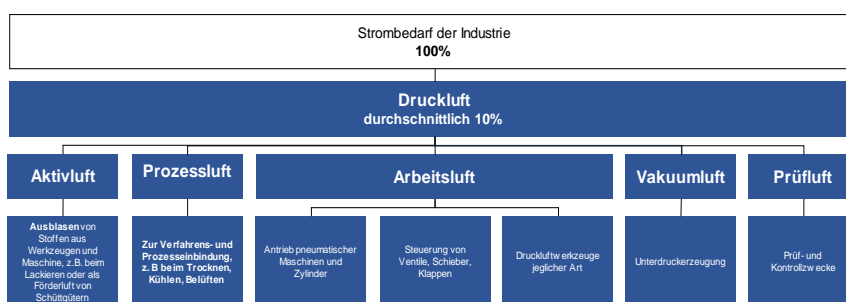 Strombedarf der Industrie
100%
Druckluft
durchschnittlich 10%
Aktivluft
Prozessluft
Arbeitsluft
Vakuumluft
Prüfluft
Ausblasen von
Stoffen aus
Werkzeugen und
Maschine, z.B. beim
Lackieren oder als
Förderluft von
Schüttgütern
Zur Verfahrens- und
Prozesseinbindung,
z. B beim Trocknen,
Kühlen, Belüften
Antrieb pneumatischer
Maschinen und
Zylinder
Steuerung von
Ventile, Schieber,
Klappen
Druckluftwerkzeuge
jeglicher Art
Unterdruckerzeugung
Prüf- und
Kontrollzwecke